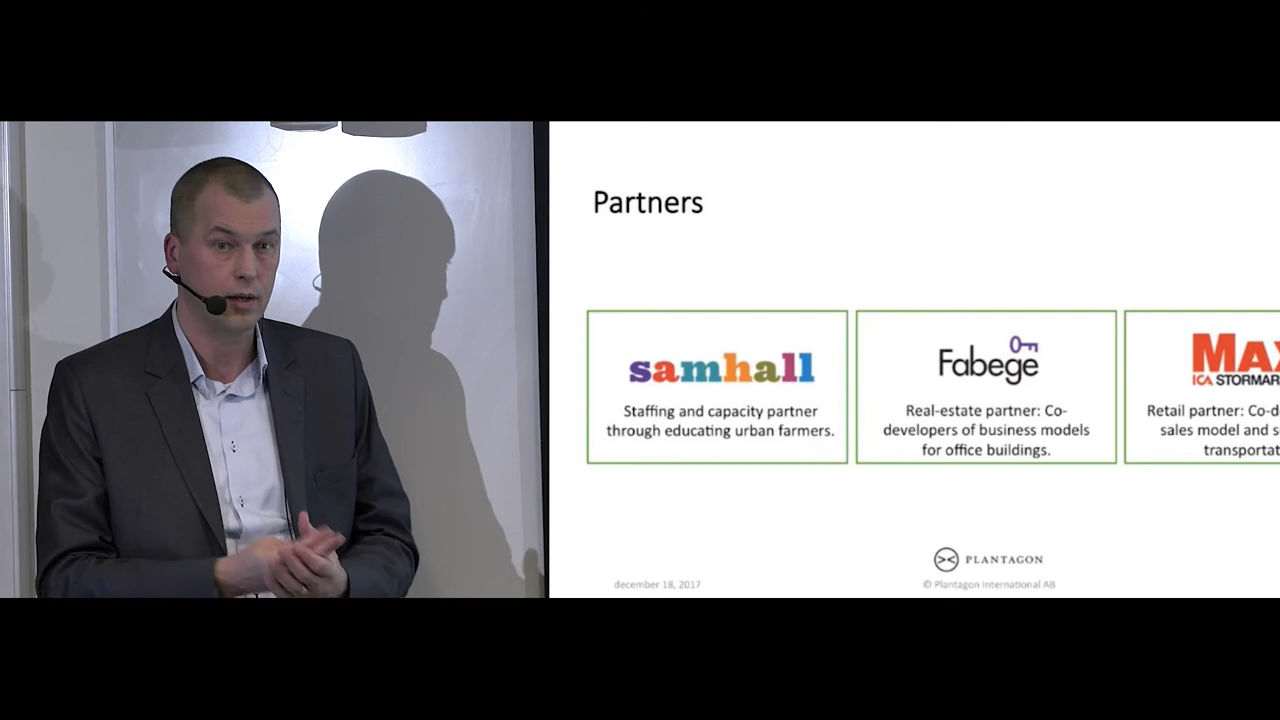 Partners
samhall
Staffing and capacity partner
through educating urban farmers.
Fabege
Real-estate partner: Co-
developers of business models
for office buildings.
ICA STORMAR
Retail partner: Co-d
sales model and s
transportat
PLANTAGON
december 18, 2017
© Plantagon International AB